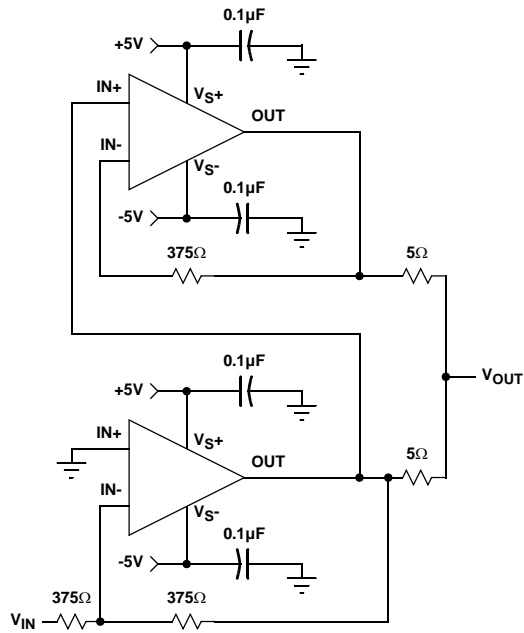 0.1µF
+5V
IN+
VS+
OUT
IN-
VS-
0.1µF
-5V
375Ω
5Ω
0.1µF
+5V
VOUT
IN+
VS+
OUT
5Ω
IN-
VS-
0.1µF
-5V
375Ω
375Ω
VIN